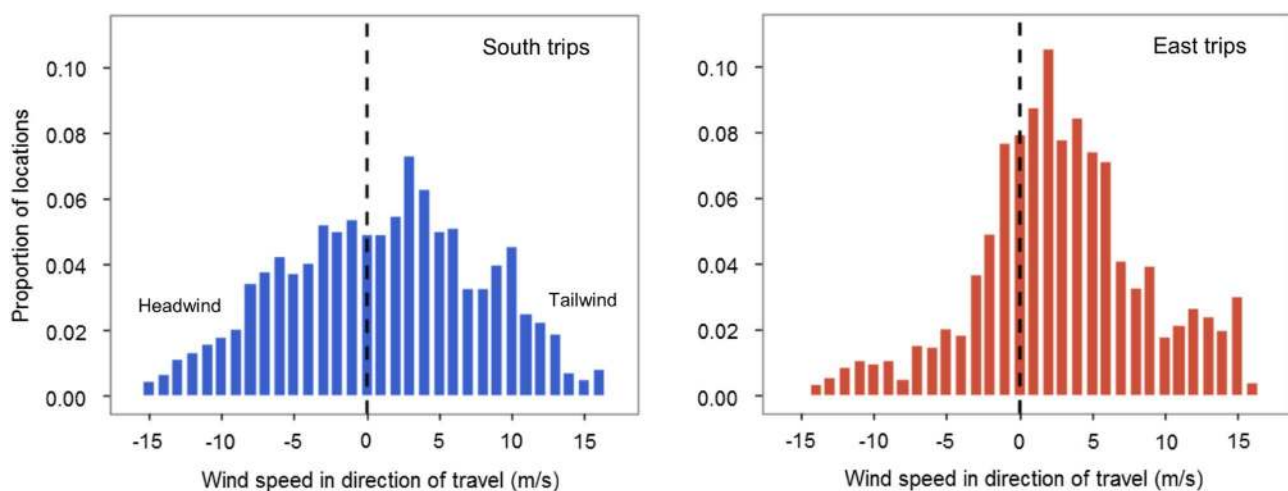 South trips
Proportion of locations
0.10
0.08
0.06
0.04
0.02
0.00
Headwind
Tailwind
-15 -10 -5 0 5 10 15
Wind speed in direction of travel (m/s)
East trips
0.10
0.08
0.06
0.04
0.02
0.00
-15 -10 -5 0 5 10 15
Wind speed in direction of travel (m/s)